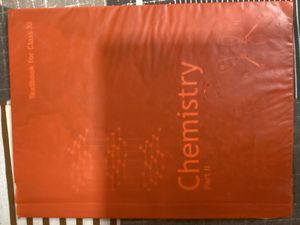 Textbook for Class XI
Chemistry
Part II